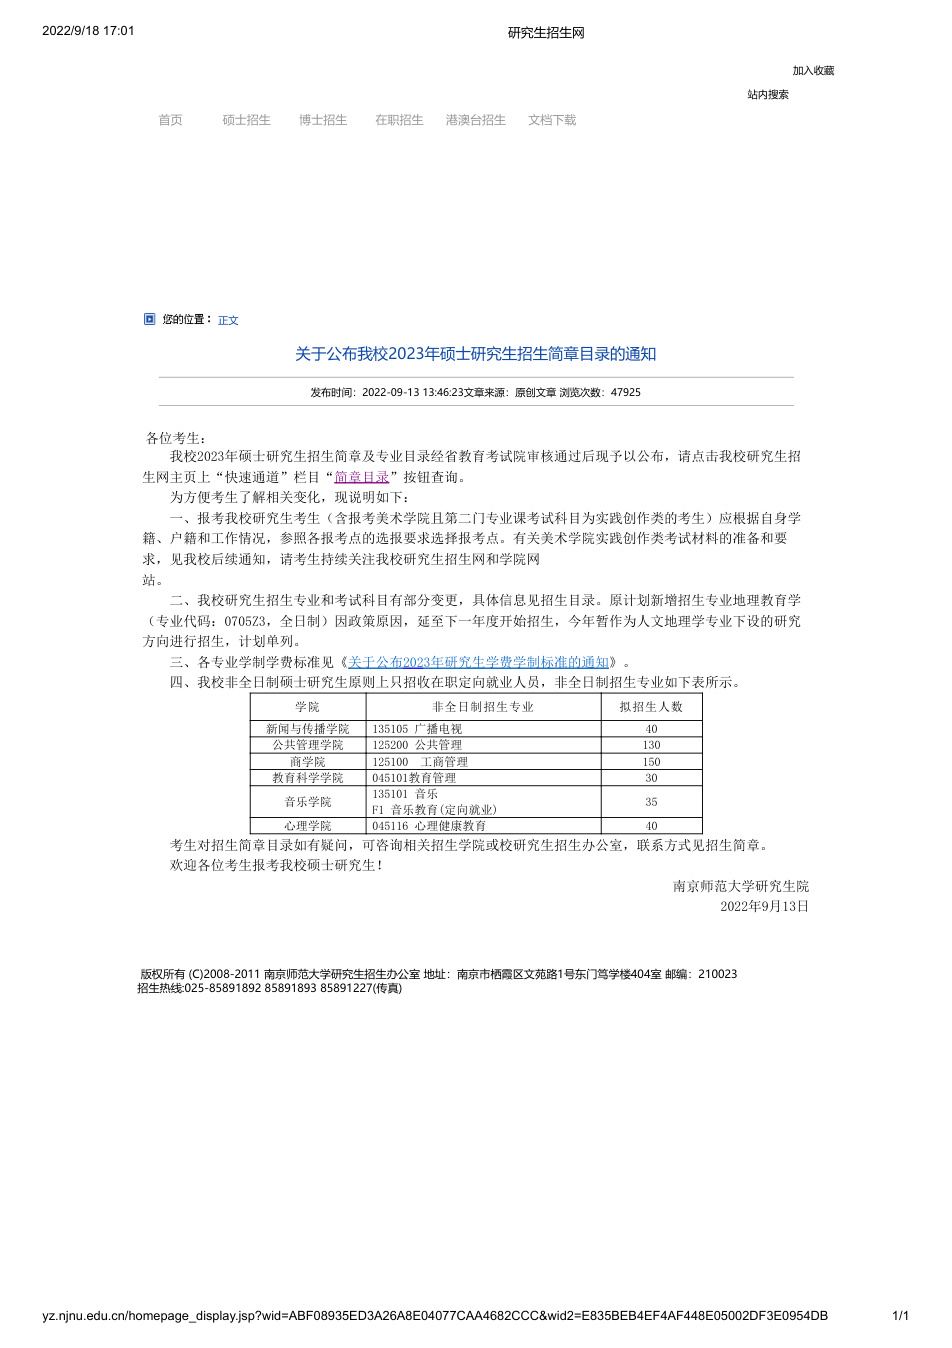 2022/9/18 17:01 研究生招生网
加入收藏
站内搜索
首页 硕士招生 博士招生 在职招生 港澳台招生 文档下载
您的位置： 正文
关于公布我校2023年硕士研究生招生简章目录的通知
发布时间：2022-09-13 13:46:23文章来源：原创文章 浏览次数：47925
各位考生：
我校2023年硕士研究生招生简章及专业目录经省教育考试院审核通过后现予以公布，请点击我校研究生招
生网主页上“快速通道”栏目“简章目录”按钮查询。
为方便考生了解相关变化，现说明如下：
一、报考我校研究生考生（含报考美术学院且第二门专业课考试科目为实践创作类的考生）应根据自身学
籍、户籍和工作情况，参照各报考点的选报要求选择报考点。有关美术学院实践创作类考试材料的准备和要
求，见我校后续通知，请考生持续关注我校研究生招生网和学院网
站。
二、我校研究生招生专业和考试科目有部分变更，具体信息见招生目录。原计划新增招生专业地理教育学
（专业代码：0705Z3，全日制）因政策原因，延至下一年度开始招生，今年暂作为人文地理学专业下设的研究
方向进行招生，计划单列。
三、各专业学制学费标准见《关于公布2023年研究生学费学制标准的通知》。
四、我校非全日制硕士研究生原则上只招收在职定向就业人员，非全日制招生专业如下表所示。
学院 非全日制招生专业 拟招生人数
新闻与传播学院 135105 广播电视 40
公共管理学院 125200 公共管理 130
商学院 125100 工商管理 150
教育科学学院 045101教育管理 30
音乐学院 135101 音乐 35
F1 音乐教育(定向就业)
心理学院 045116 心理健康教育 40
考生对招生简章目录如有疑问，可咨询相关招生学院或校研究生招生办公室，联系方式见招生简章。
欢迎各位考生报考我校硕士研究生！
南京师范大学研究生院
2022年9月13日
版权所有 (C)2008-2011 南京师范大学研究生招生办公室 地址：南京市栖霞区文苑路1号东门笃学楼404室 邮编：210023
招生热线:025-85891892 85891893 85891227(传真)
yz.njnu.edu.cn/homepage_display.jsp?wid=ABF08935ED3A26A8E04077CAA4682CCC&wid2=E835BEB4EF4AF448E05002DF3E0954DB 1/1